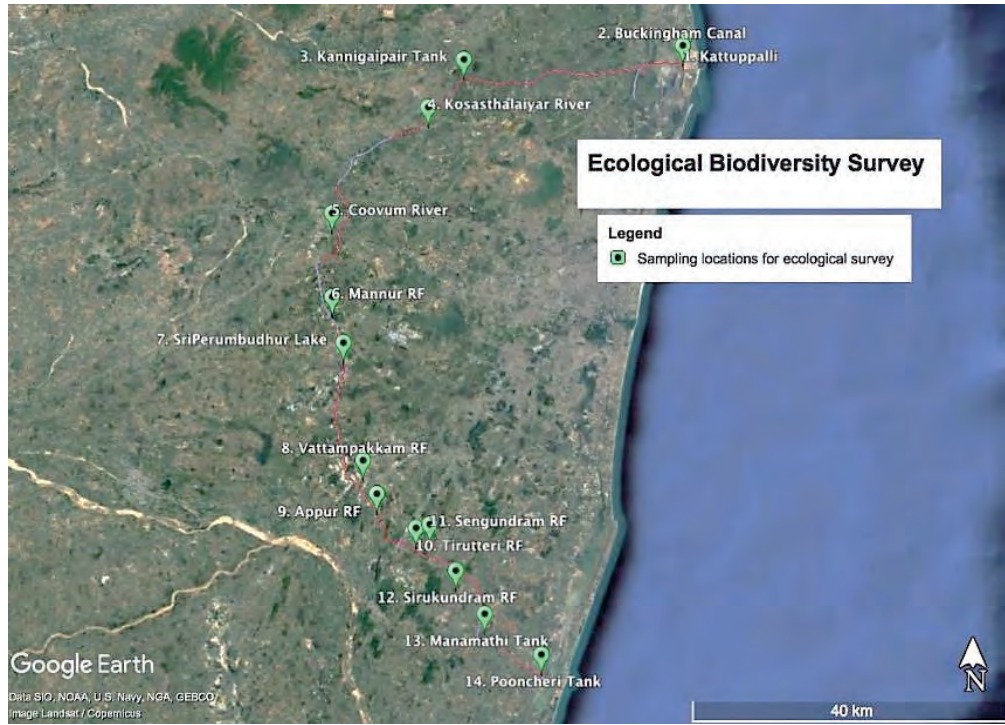 2. Buckingham Canal
3. Kannigaipair Tank
1. Kattuppalli
4. Kosasthalaiyar River
Ecological Biodiversity Survey
5. Coovum River
Legend
Sampling locations for ecological survey
6. Mannur RF
7. SriPerumbudhur Lake
8. Vattampakkam RF
9. Appur RF
11. Sengundram RF
10. Tirutteri RF
12. Sirukundram RF
13. Manamathi Tank
14. Pooncheri Tank
Google Earth
Data SIO, NOAA, U.S. Navy, NGA, GEBCO
Image Landsat / Copernicus
N
40 km